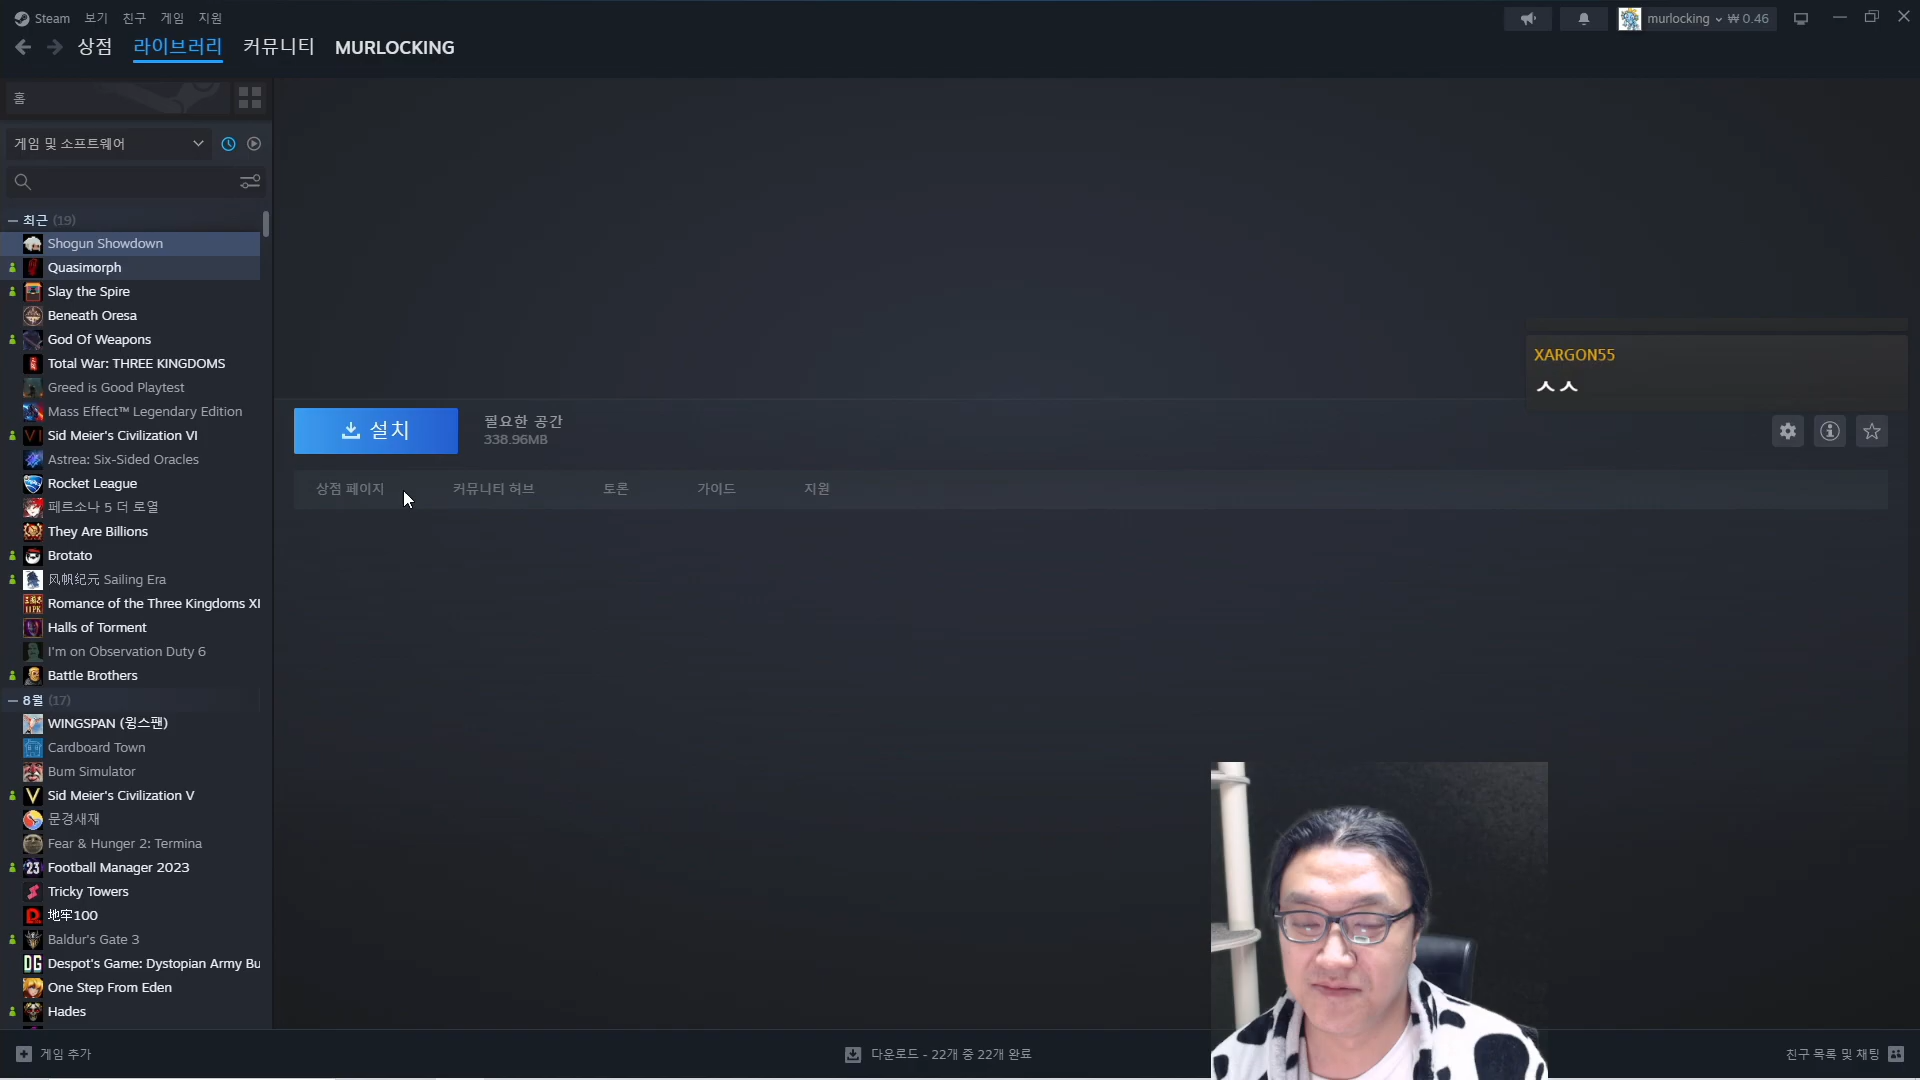 Steam 보기 친구 게임 지원
murlocking ₩ 0.46
상점 라이브러리 커뮤니티 MURLOCKING
홈
게임 및 소프트웨어
최근 (19)
Shogun Showdown
Quasimorph
Slay the Spire
Beneath Oresa
God Of Weapons
Total War: THREE KINGDOMS
Greed is Good Playtest
Mass Effect™ Legendary Edition
Sid Meier's Civilization VI
Astrea: Six-Sided Oracles
Rocket League
페르소나 5 더 로열
They Are Billions
Brotato
风帆纪元 Sailing Era
Romance of the Three Kingdoms XI
Halls of Torment
I'm on Observation Duty 6
Battle Brothers
8월 (17)
WINGSPAN (윙스팬)
Cardboard Town
Bum Simulator
Sid Meier's Civilization V
문경새재
Fear & Hunger 2: Termina
Football Manager 2023
Tricky Towers
地牢100
Baldur's Gate 3
Despot's Game: Dystopian Army Bu
One Step From Eden
Hades
XARGON55
ㅅㅅ
설치
필요한 공간
338.96MB
상점 페이지 커뮤니티 허브 토론 가이드 지원
게임 추가
다운로드 - 22개 중 22개 완료
친구 목록 및 채팅